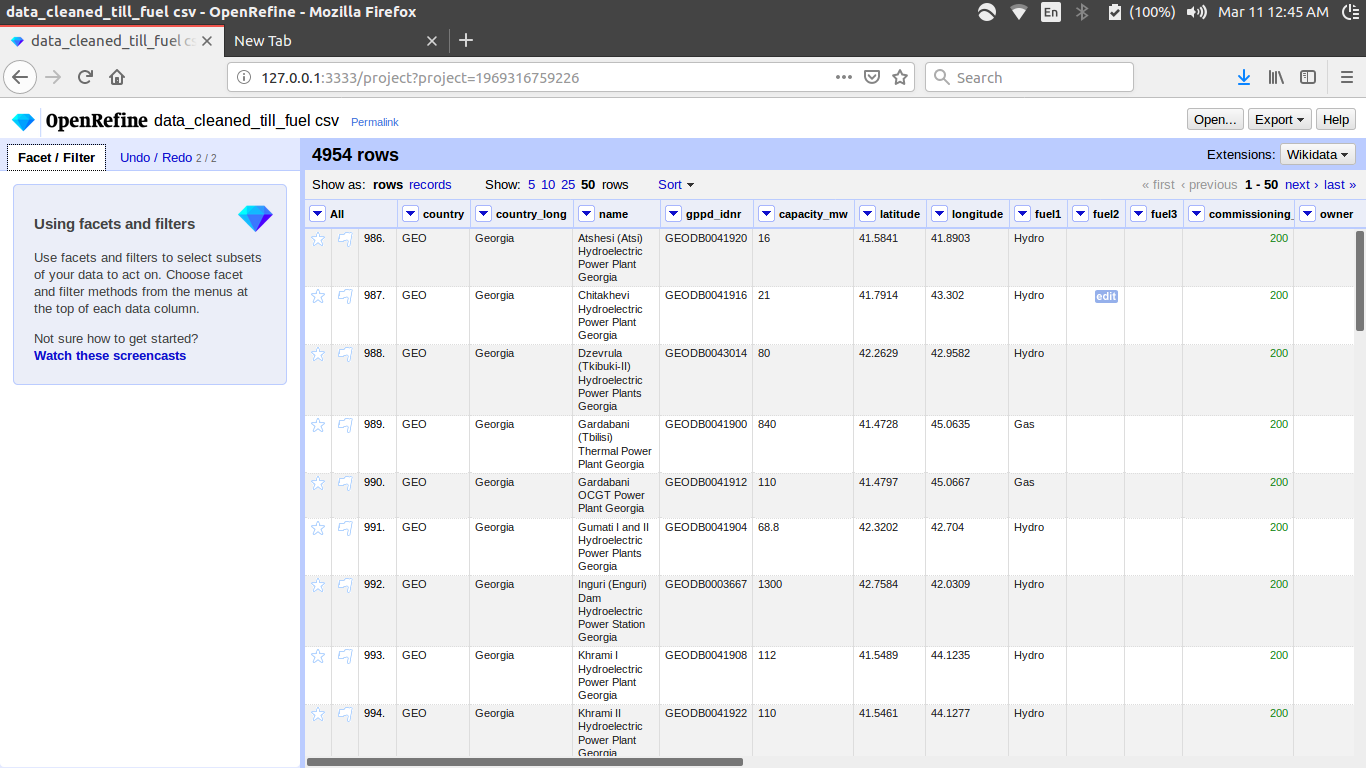 data_cleaned_till_fuel csv - OpenRefine - Mozilla Firefox
En (100%) Mar 11 12:45 AM
data_cleaned_till_fuel cs New Tab
127.0.0.1:3333/project?project=1969316759226 Search
OpenRefine data_cleaned_till_fuel csv Permalink Open... Export Help
Facet / Filter Undo / Redo 2 / 2
4954 rows Extensions: Wikidata
Show as: rows records Show: 5 10 25 50 rows Sort « first ‹ previous 1 - 50 next › last »
Using facets and filters
Use facets and filters to select subsets
of your data to act on. Choose facet
and filter methods from the menus at
the top of each data column.
Not sure how to get started?
Watch these screencasts
All country country_long name gppd_idnr capacity_mw latitude longitude fuel1 fuel2 fuel3 commissioning_ owner
986. GEO Georgia Atshesi (Atsi) GEODB0041920 16 41.5841 41.8903 Hydro 200
Hydroelectric
Power Plant
Georgia
987. GEO Georgia Chitakhevi GEODB0041916 21 41.7914 43.302 Hydro edit 200
Hydroelectric
Power Plant
Georgia
988. GEO Georgia Dzevrula GEODB0043014 80 42.2629 42.9582 Hydro 200
(Tkibuki-II)
Hydroelectric
Power Plants
Georgia
989. GEO Georgia Gardabani GEODB0041900 840 41.4728 45.0635 Gas 200
(Tbilisi)
Thermal Power
Plant Georgia
990. GEO Georgia Gardabani GEODB0041912 110 41.4797 45.0667 Gas 200
OCGT Power
Plant Georgia
991. GEO Georgia Gumati I and II GEODB0041904 68.8 42.3202 42.704 Hydro 200
Hydroelectric
Power Plants
Georgia
992. GEO Georgia Inguri (Enguri) GEODB0003667 1300 42.7584 42.0309 Hydro 200
Dam
Hydroelectric
Power Station
Georgia
993. GEO Georgia Khrami I GEODB0041908 112 41.5489 44.1235 Hydro 200
Hydroelectric
Power Plant
Georgia
994. GEO Georgia Khrami II GEODB0041922 110 41.5461 44.1277 Hydro 200
Hydroelectric
Power Plant
Georgia